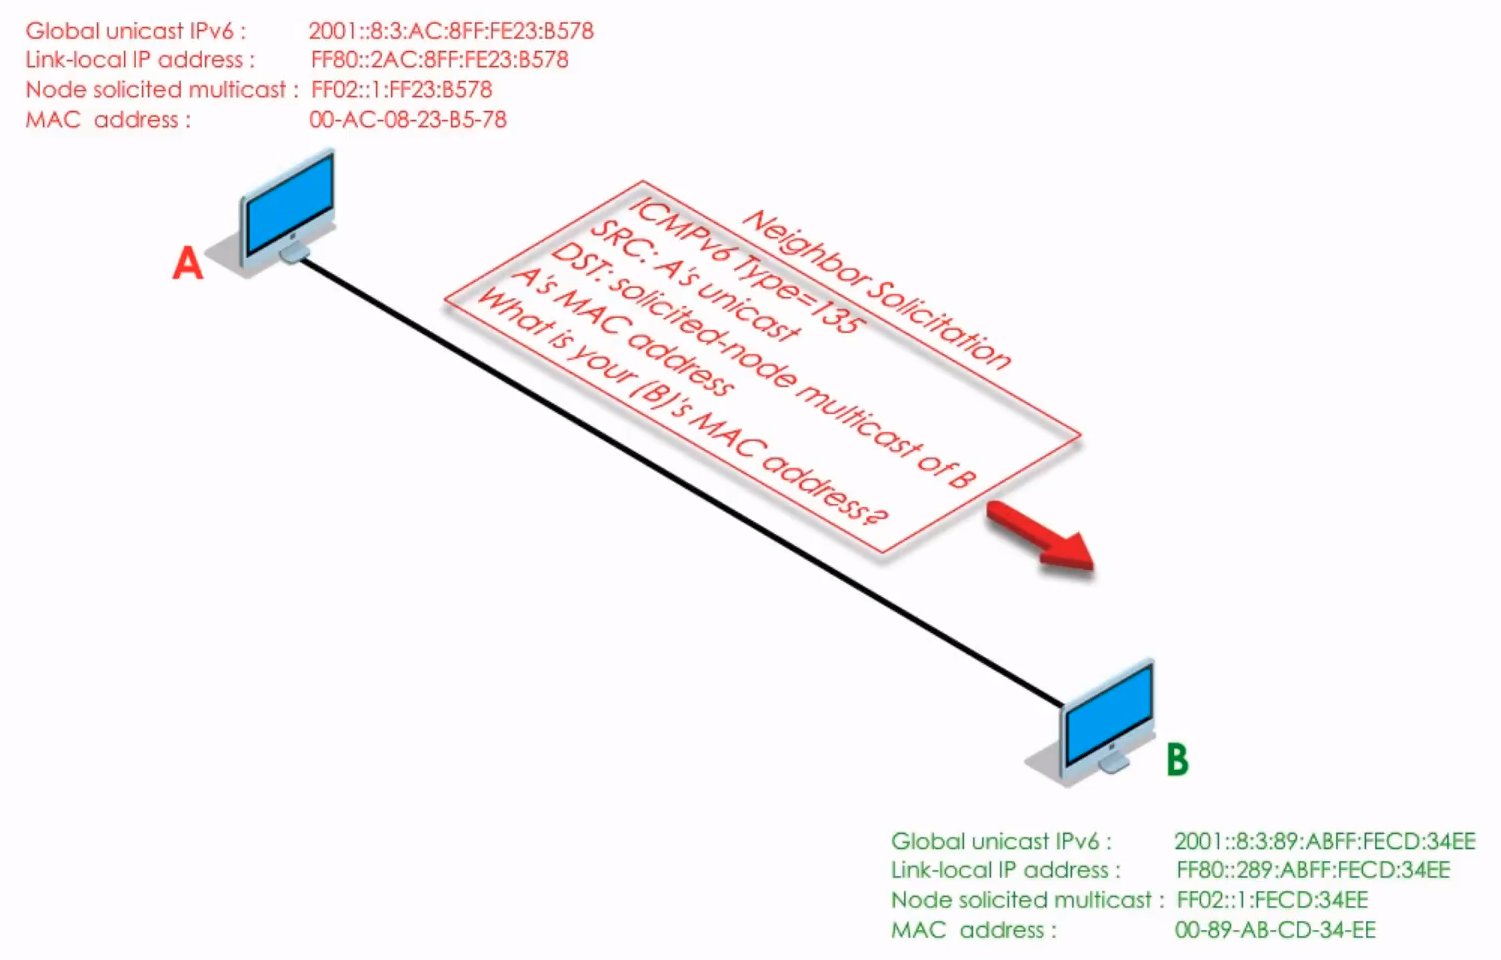 Global unicast IPv6 : 2001::8:3:AC:8FF:FE23:B578
Link-local IP address : FF80::2AC:8FF:FE23:B578
Node solicited multicast : FF02::1:FF23:B578
MAC address : 00-AC-08-23-B5-78
A
Neighbor Solicitation
ICMPv6 Type=135
SRC: A's unicast
DST: solicited-node multicast of B
A's MAC address
What is your (B)'s MAC address?
B
Global unicast IPv6 : 2001::8:3:89:ABFF:FECD:34EE
Link-local IP address : FF80::289:ABFF:FECD:34EE
Node solicited multicast : FF02::1:FECD:34EE
MAC address : 00-89-AB-CD-34-EE